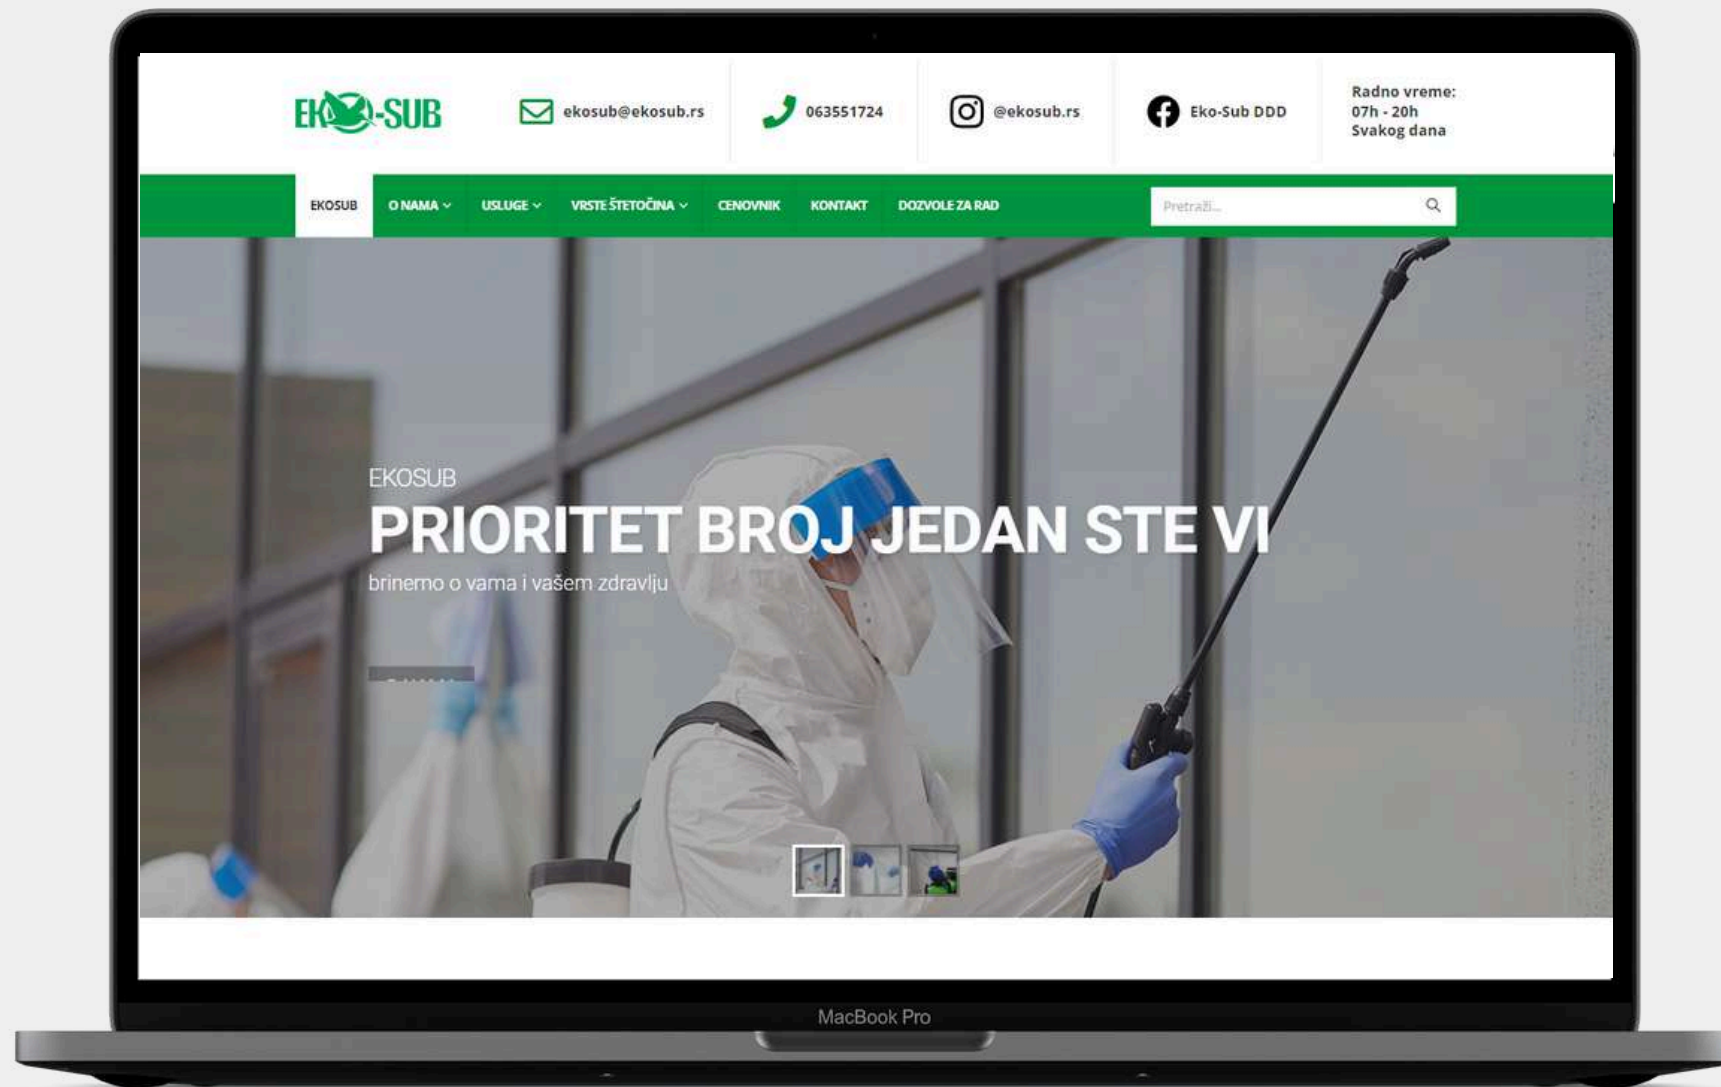 EKO-SUB
ekosub@ekosub.rs
063551724
@ekosub.rs
Eko-Sub DDD
Radno vreme:
07h - 20h
Svakog dana
EKOSUB
O NAMA
USLUGE
VRSTE ŠTETOČINA
CENOVNIK
KONTAKT
DOZVOLE ZA RAD
Pretraži...
EKOSUB
PRIORITET BROJ JEDAN STE VI
brinemo o vama i vašem zdravlju
MacBook Pro